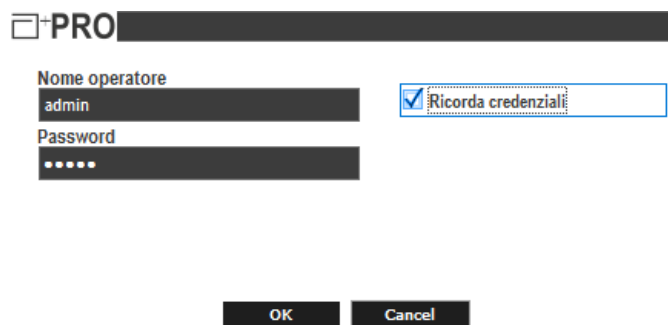 +PRO
Nome operatore
admin
Ricorda credenziali
Password
•••••
OK Cancel